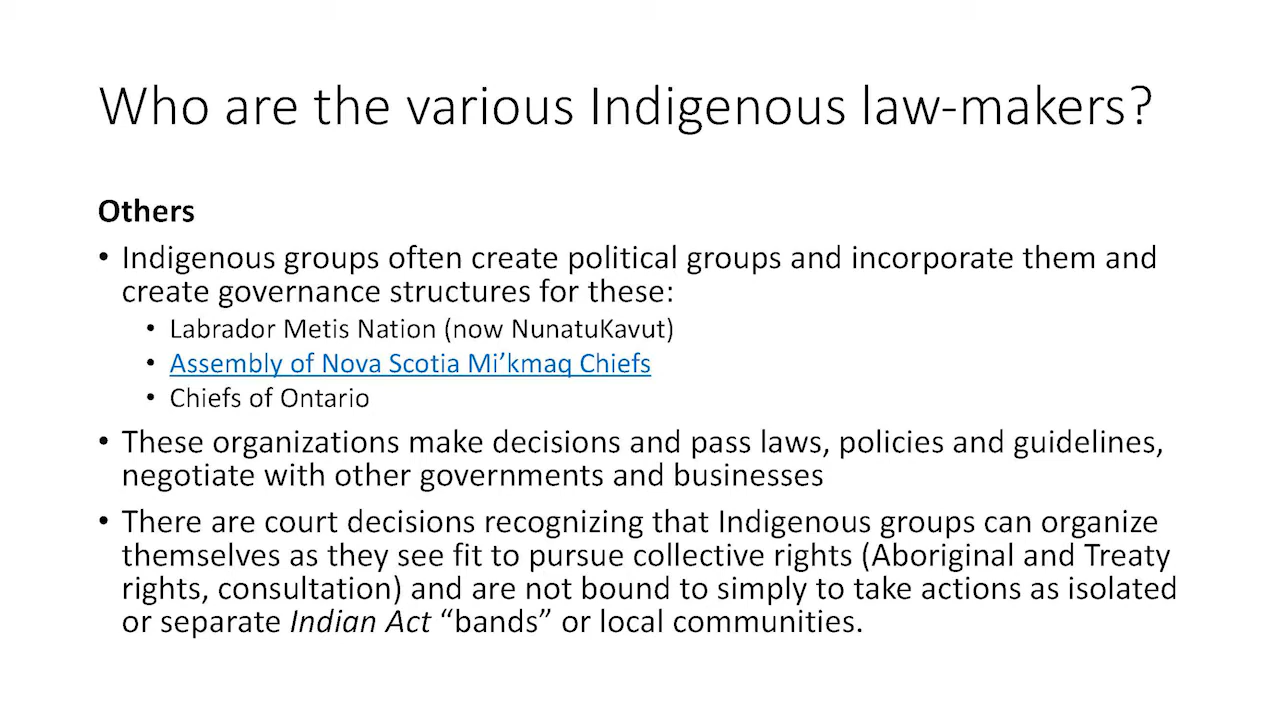 Who are the various Indigenous law-makers?
Others
• Indigenous groups often create political groups and incorporate them and
create governance structures for these:
• Labrador Metis Nation (now NunatuKavut)
• Assembly of Nova Scotia Mi’kmaq Chiefs
• Chiefs of Ontario
• These organizations make decisions and pass laws, policies and guidelines,
negotiate with other governments and businesses
• There are court decisions recognizing that Indigenous groups can organize
themselves as they see fit to pursue collective rights (Aboriginal and Treaty
rights, consultation) and are not bound to simply to take actions as isolated
or separate Indian Act “bands” or local communities.